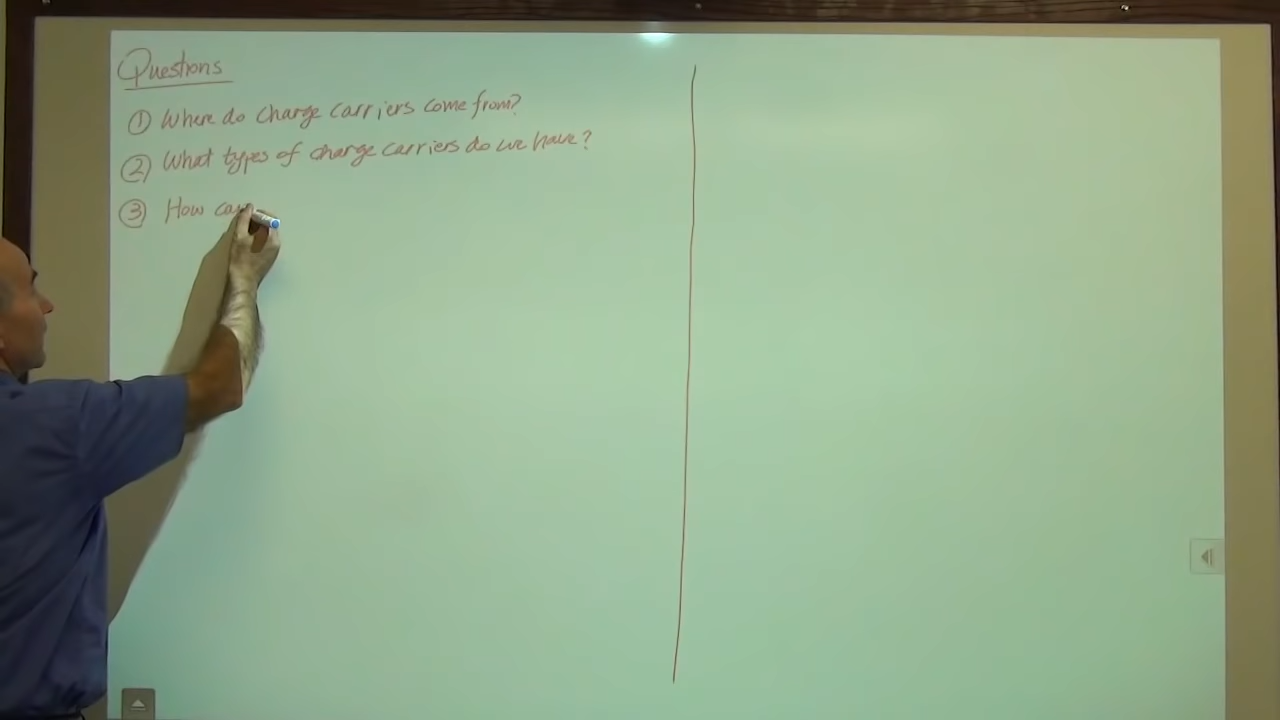 Questions
① Where do charge carriers come from?
② What types of charge carriers do we have?
③ How can